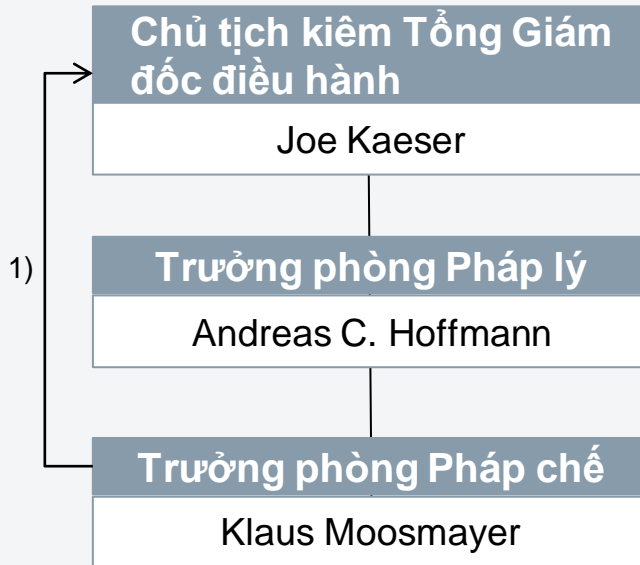 Chủ tịch kiêm Tổng Giám
đốc điều hành
Joe Kaeser
1)
Trưởng phòng Pháp lý
Andreas C. Hoffmann
Trưởng phòng Pháp chế
Klaus Moosmayer